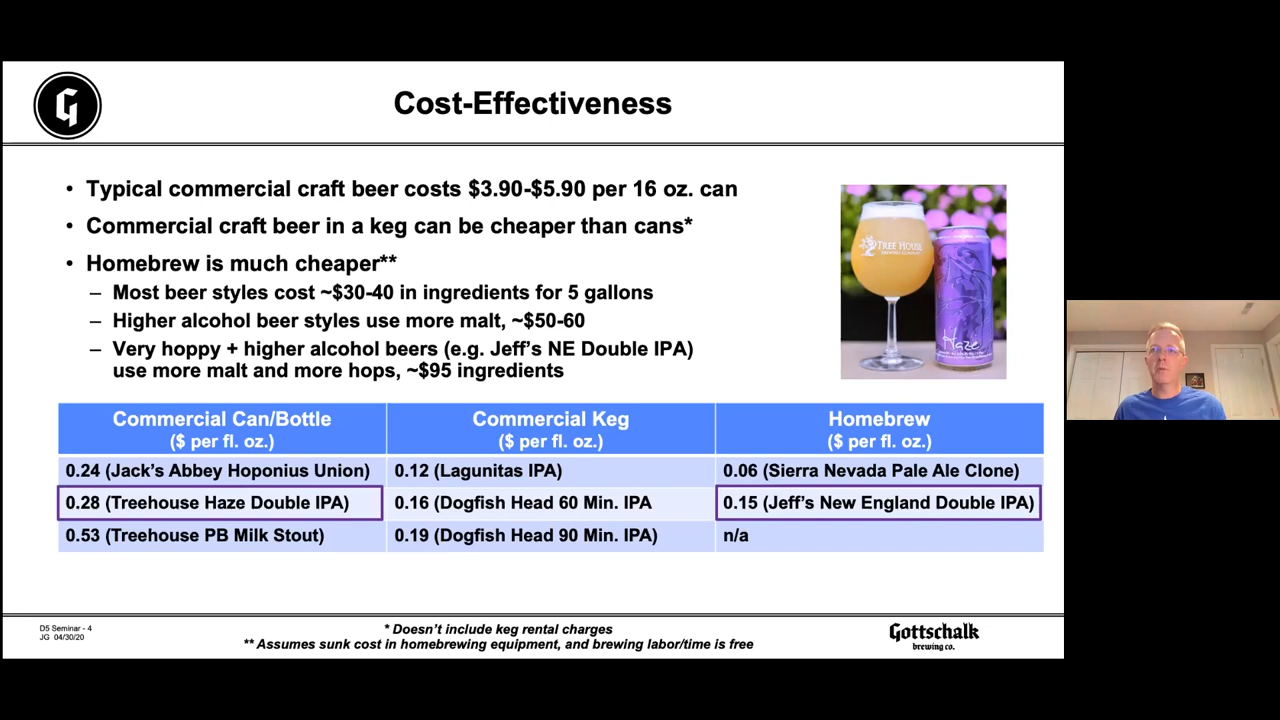 G
Cost-Effectiveness
• Typical commercial craft beer costs $3.90-$5.90 per 16 oz. can
• Commercial craft beer in a keg can be cheaper than cans*
• Homebrew is much cheaper**
– Most beer styles cost ~$30-40 in ingredients for 5 gallons
– Higher alcohol beer styles use more malt, ~$50-60
– Very hoppy + higher alcohol beers (e.g. Jeff's NE Double IPA)
use more malt and more hops, ~$95 ingredients
TREE HOUSE
BREWING COMPANY
Haze
Commercial Can/Bottle Commercial Keg Homebrew
($ per fl. oz.) ($ per fl. oz.) ($ per fl. oz.)
0.24 (Jack's Abbey Hoponius Union) 0.12 (Lagunitas IPA) 0.06 (Sierra Nevada Pale Ale Clone)
0.28 (Treehouse Haze Double IPA) 0.16 (Dogfish Head 60 Min. IPA 0.15 (Jeff's New England Double IPA)
0.53 (Treehouse PB Milk Stout) 0.19 (Dogfish Head 90 Min. IPA) n/a
D5 Seminar - 4
JG 04/30/20
* Doesn't include keg rental charges
** Assumes sunk cost in homebrewing equipment, and brewing labor/time is free
Gottschalk
brewing co.